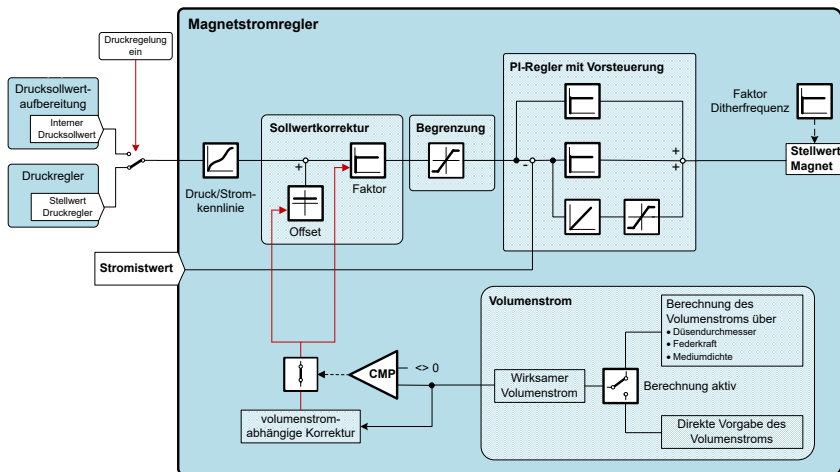 Magnetstromregler
Druckregelung
ein
Drucksollwert-
aufbereitung
Interner
Drucksollwert
Druckregler
Stellwert
Druckregler
Druck/Strom-
kennlinie
Sollwertkorrektur
+
Offset
Faktor
Begrenzung
PI-Regler mit Vorsteuerung
-
+
+
Faktor
Ditherfrequenz
Stellwert
Magnet
Stromistwert
Volumenstrom
Berechnung des
Volumenstroms über
• Düsendurchmesser
• Federkraft
• Mediumdichte
CMP
<> 0
Wirksamer
Volumenstrom
Berechnung aktiv
volumenstrom-
abhängige Korrektur
Direkte Vorgabe des
Volumenstroms